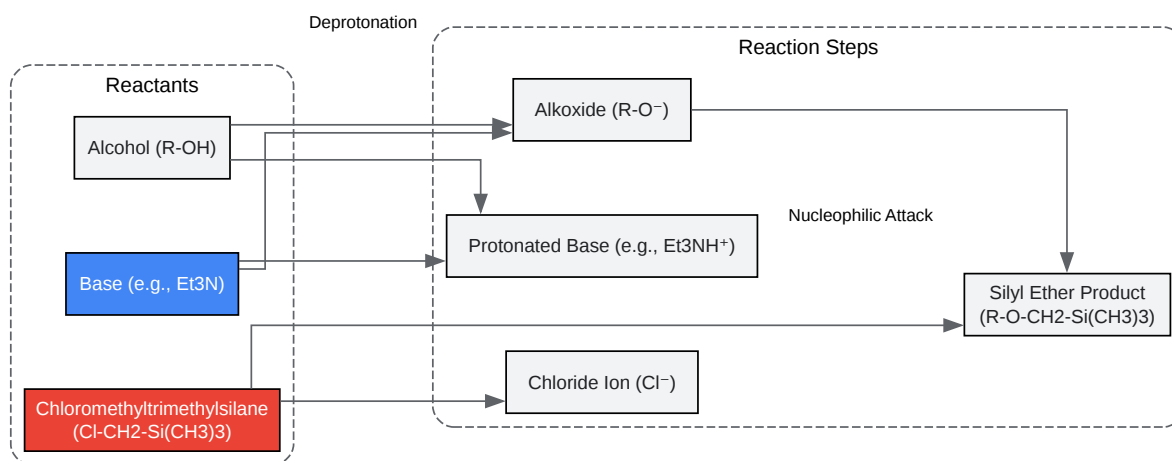 Deprotonation
Reaction Steps
Reactants
Alkoxide (R-O⁻)
Alcohol (R-OH)
Nucleophilic Attack
Protonated Base (e.g., Et3NH⁺)
Base (e.g., Et3N)
Silyl Ether Product
(R-O-CH2-Si(CH3)3)
Chloride Ion (Cl⁻)
Chloromethyltrimethylsilane
(Cl-CH2-Si(CH3)3)